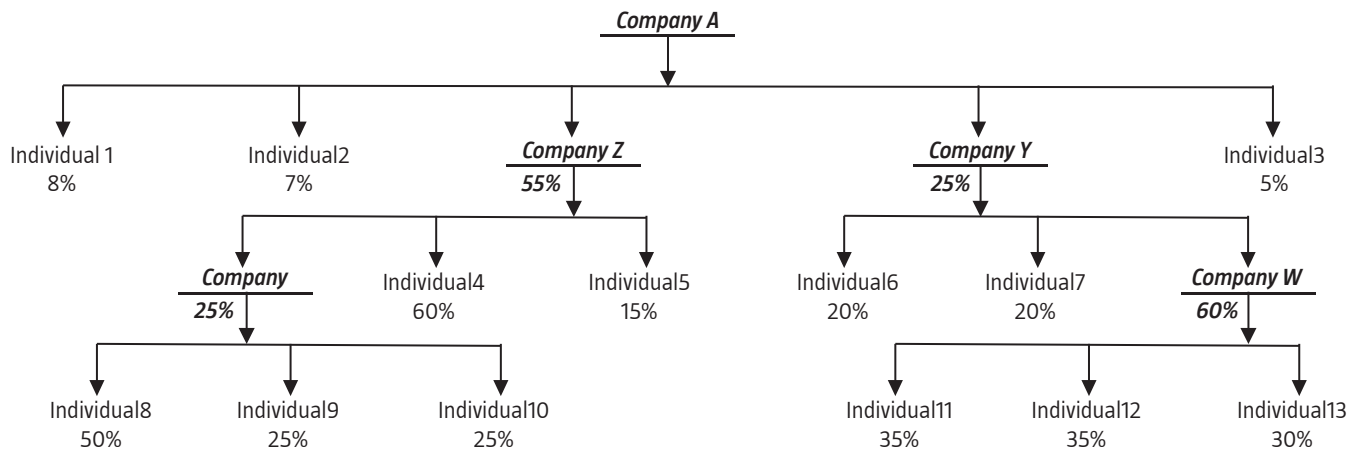 Company A
Individual 1
8%
Individual2
7%
Company Z
55%
Company Y
25%
Individual3
5%
Company
25%
Individual4
60%
Individual5
15%
Individual6
20%
Individual7
20%
Company W
60%
Individual8
50%
Individual9
25%
Individual10
25%
Individual11
35%
Individual12
35%
Individual13
30%